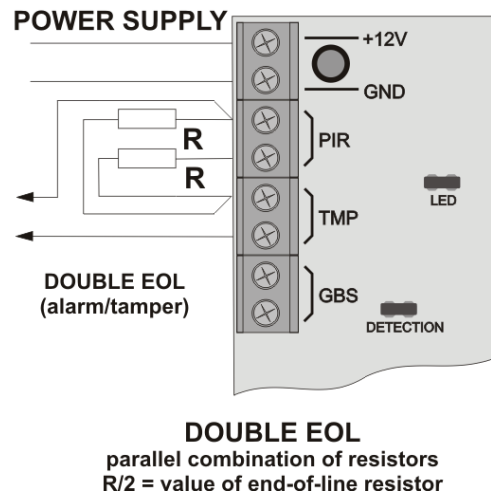 POWER SUPPLY
+12V
GND
R
PIR
R
LED
TMP
DOUBLE EOL
(alarm/tamper)
GBS
DETECTION
DOUBLE EOL
parallel combination of resistors
R/2 = value of end-of-line resistor